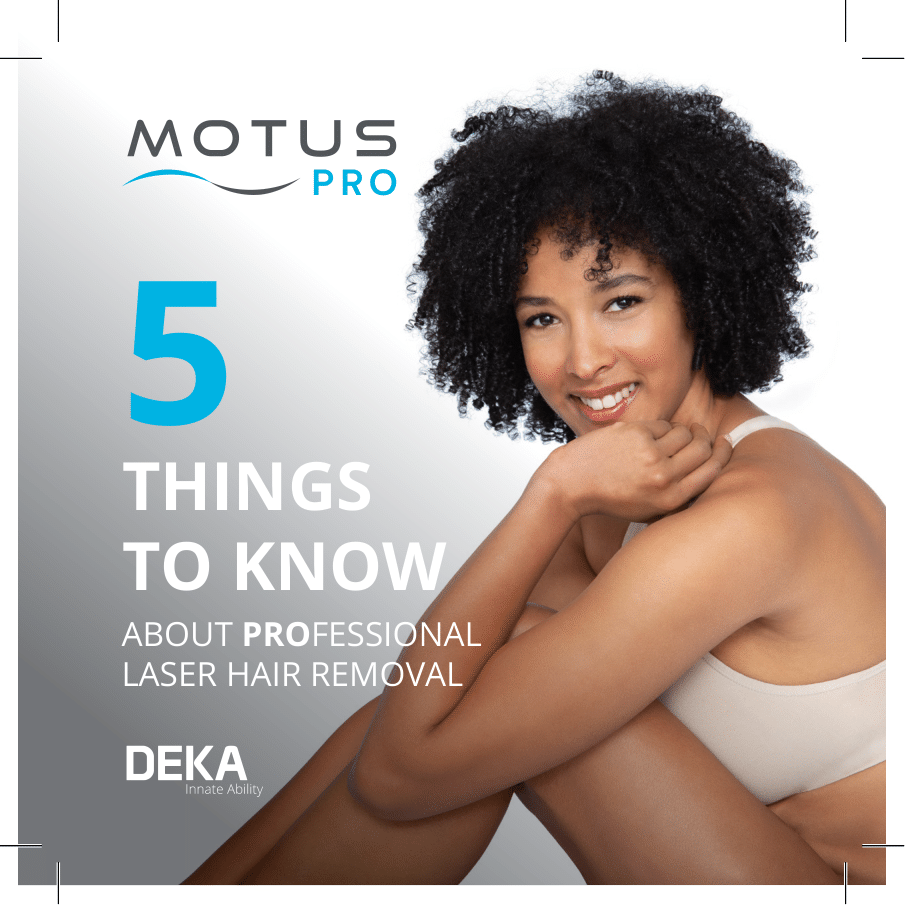 MOTUS
PRO
5
THINGS
TO KNOW
ABOUT PROFESSIONAL
LASER HAIR REMOVAL
DEKA
Innate Ability